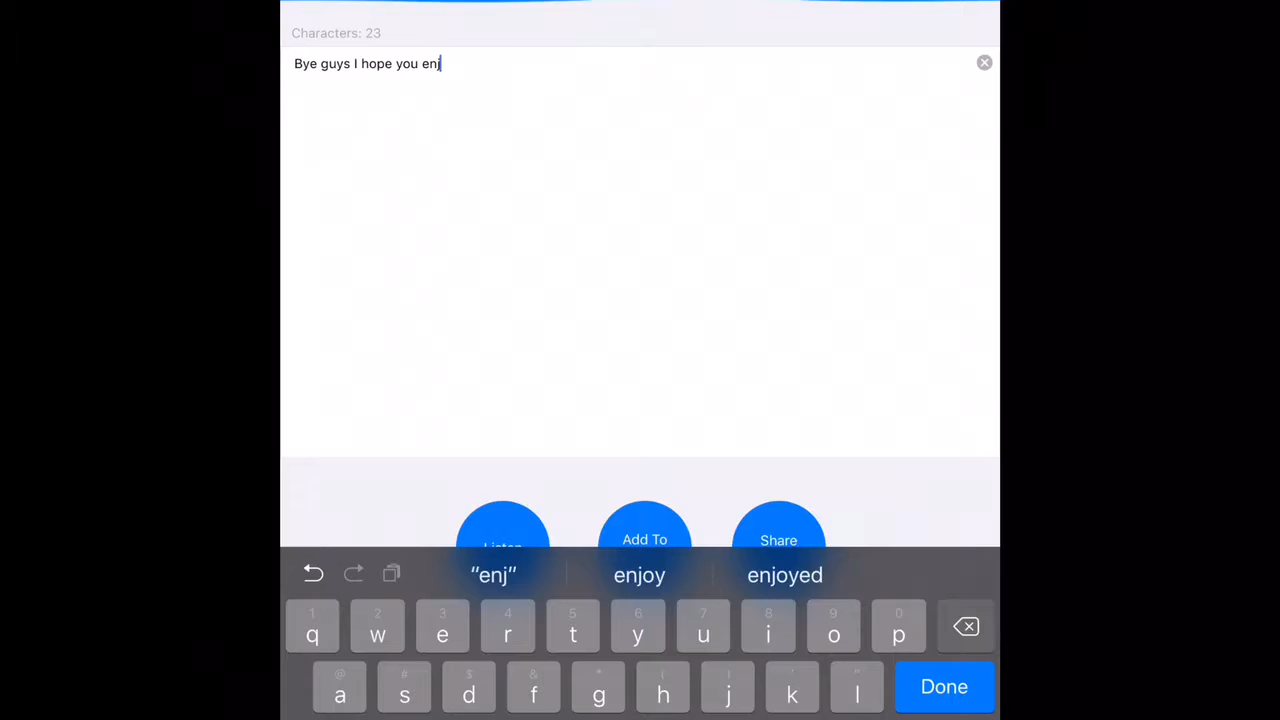 Characters: 23
Bye guys I hope you enj
Listen
Add To
Share
“enj” enjoy enjoyed
1 2 3 4 5 6 7 8 9 0
q w e r t y u i o p
@ # $ & * ( ) ' "
a s d f g h j k l Done